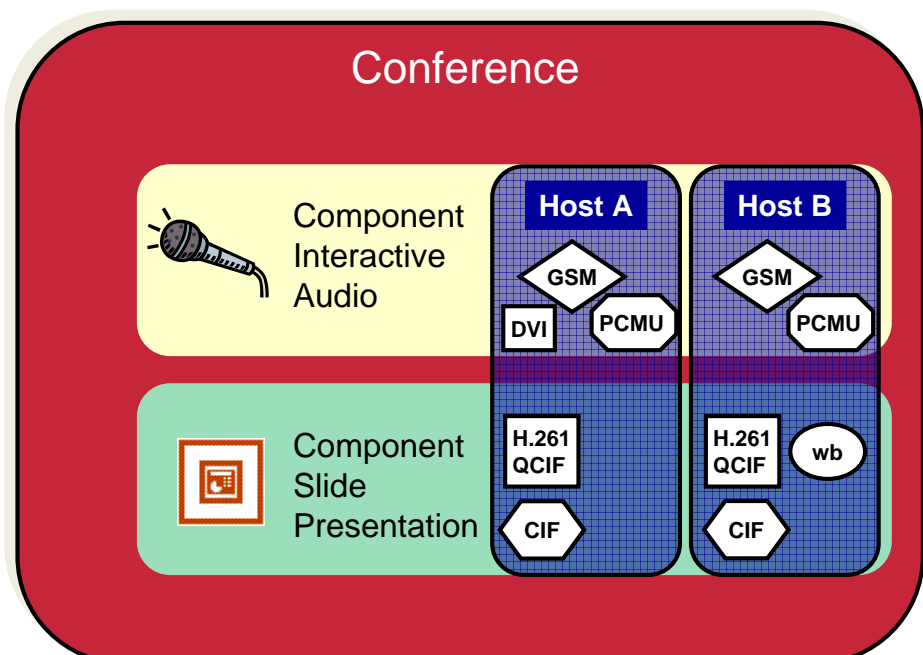 Conference
Component
Interactive
Audio
Host A
GSM
DVI
PCMU
Host B
GSM
PCMU
Component
Slide
Presentation
H.261
QCIF
CIF
H.261
QCIF
wb
CIF